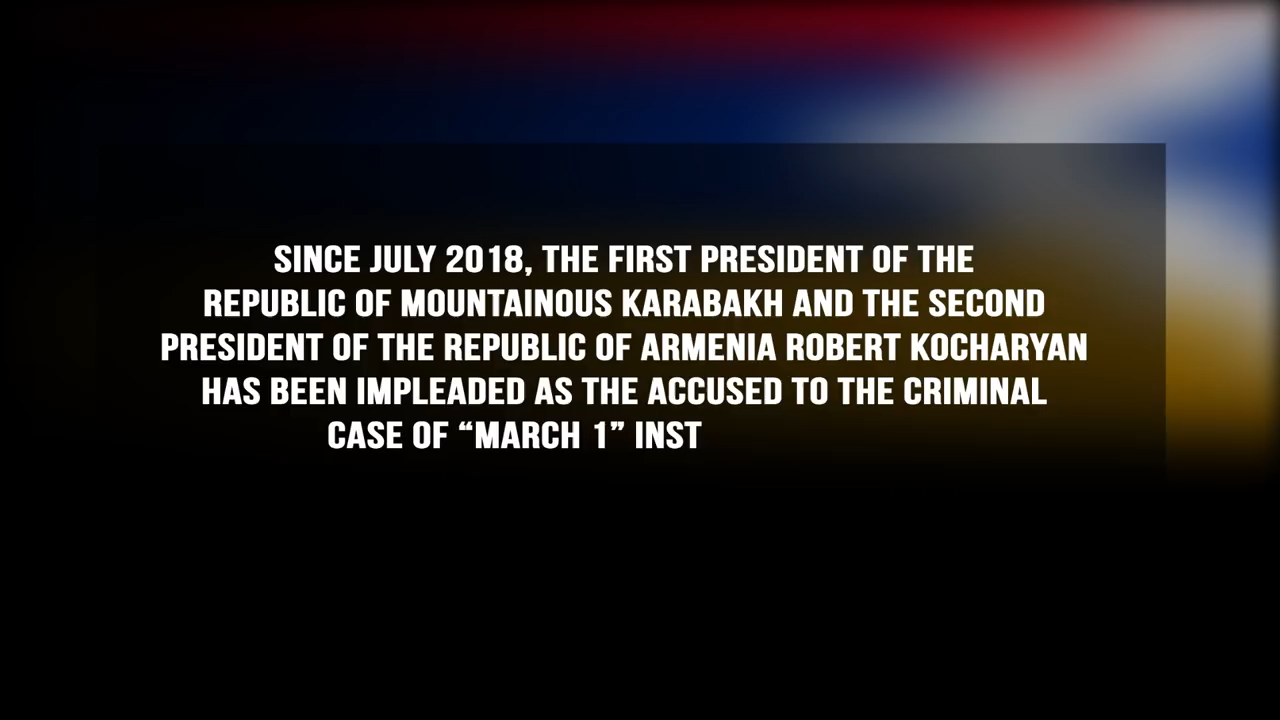 SINCE JULY 2018, THE FIRST PRESIDENT OF THE
REPUBLIC OF MOUNTAINOUS KARABAKH AND THE SECOND
PRESIDENT OF THE REPUBLIC OF ARMENIA ROBERT KOCHARYAN
HAS BEEN IMPLEADED AS THE ACCUSED TO THE CRIMINAL
CASE OF “MARCH 1” INST